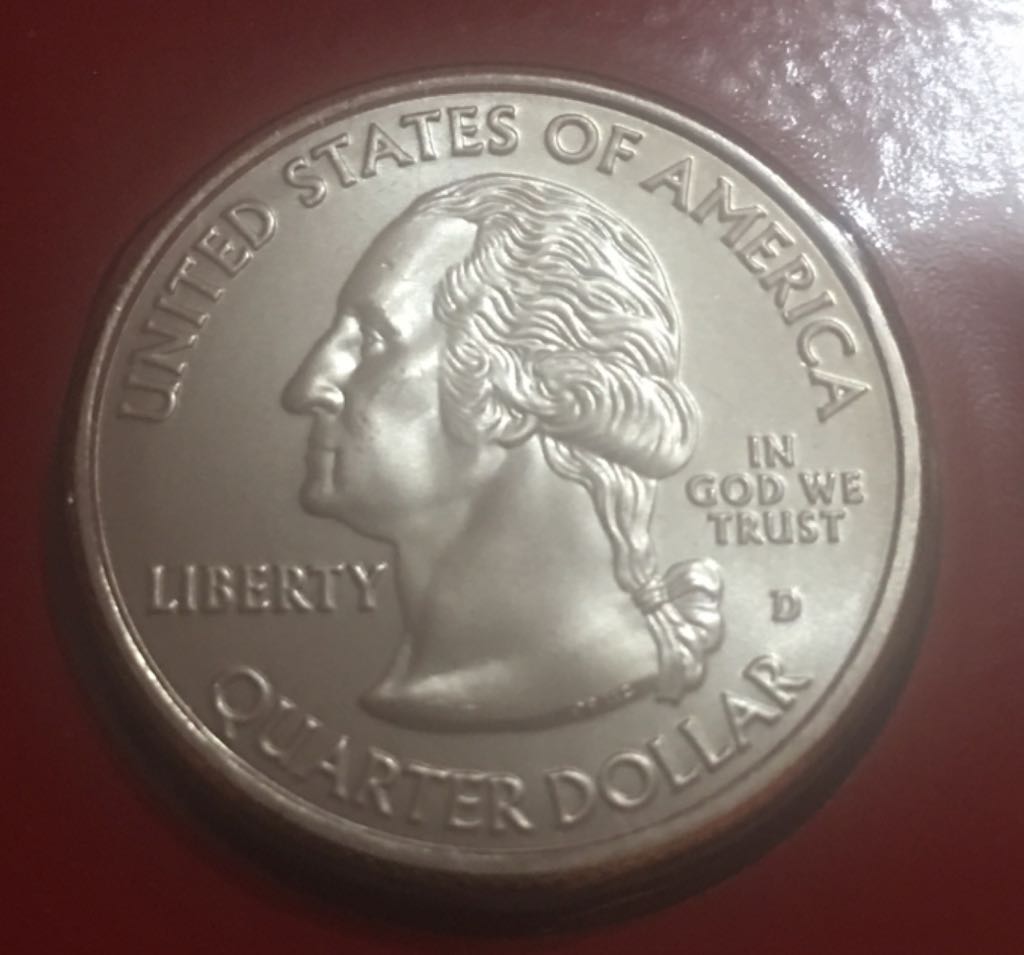 UNITED STATES OF AMERICA
IN
GOD WE
TRUST
LIBERTY
D
QUARTER DOLLAR